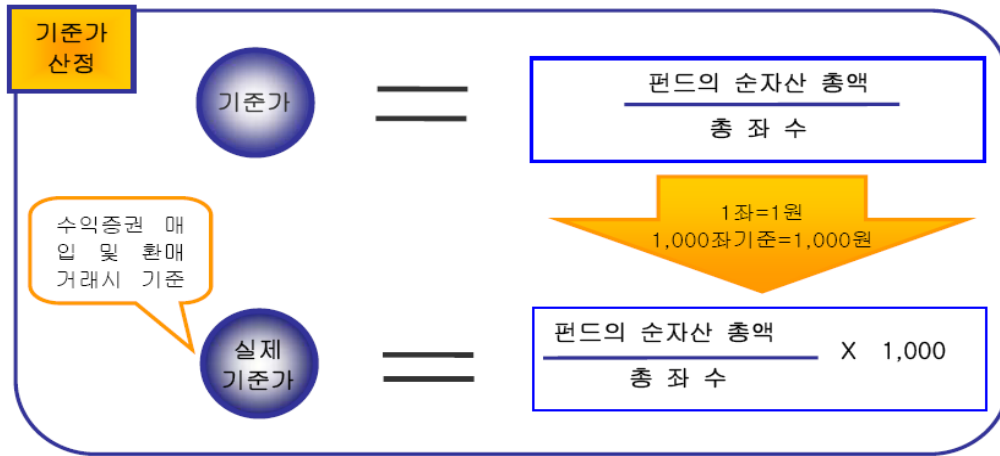 기준가
산정
기준가
펀드의 순자산 총액
총 좌 수
수익증권 매
입 및 환매
거래시 기준
1좌=1원
1,000좌기준=1,000원
실제
기준가
펀드의 순자산 총액
총 좌 수
X 1,000